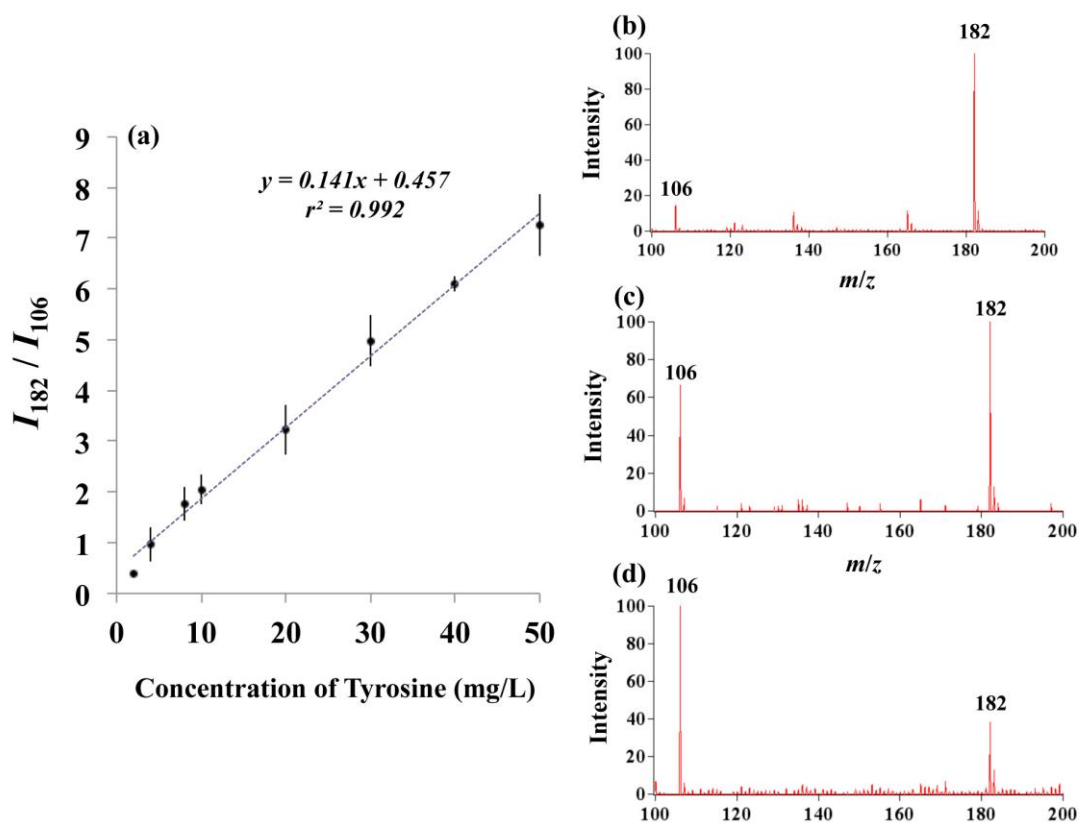 (a)
9
8
7
6
5
4
3
2
1
0
I182 / I106
y = 0.141x + 0.457
r² = 0.992
0 10 20 30 40 50
Concentration of Tyrosine (mg/L)
(b)
182
100
80
60
40
20
0
Intensity
106
100 120 140 160 180 200
m/z
(c)
182
100
80
60
40
20
0
Intensity
106
100 120 140 160 180 200
m/z
(d)
106
100
80
60
40
20
0
Intensity
182
100 120 140 160 180 200